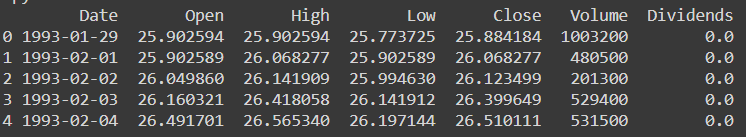 Date Open High Low Close Volume Dividends
0 1993-01-29 25.902594 25.902594 25.773725 25.884184 1003200 0.0
1 1993-02-01 25.902589 26.068277 25.902589 26.068277 480500 0.0
2 1993-02-02 26.049860 26.141909 25.994630 26.123499 201300 0.0
3 1993-02-03 26.160321 26.418058 26.141912 26.399649 529400 0.0
4 1993-02-04 26.491701 26.565340 26.197144 26.510111 531500 0.0